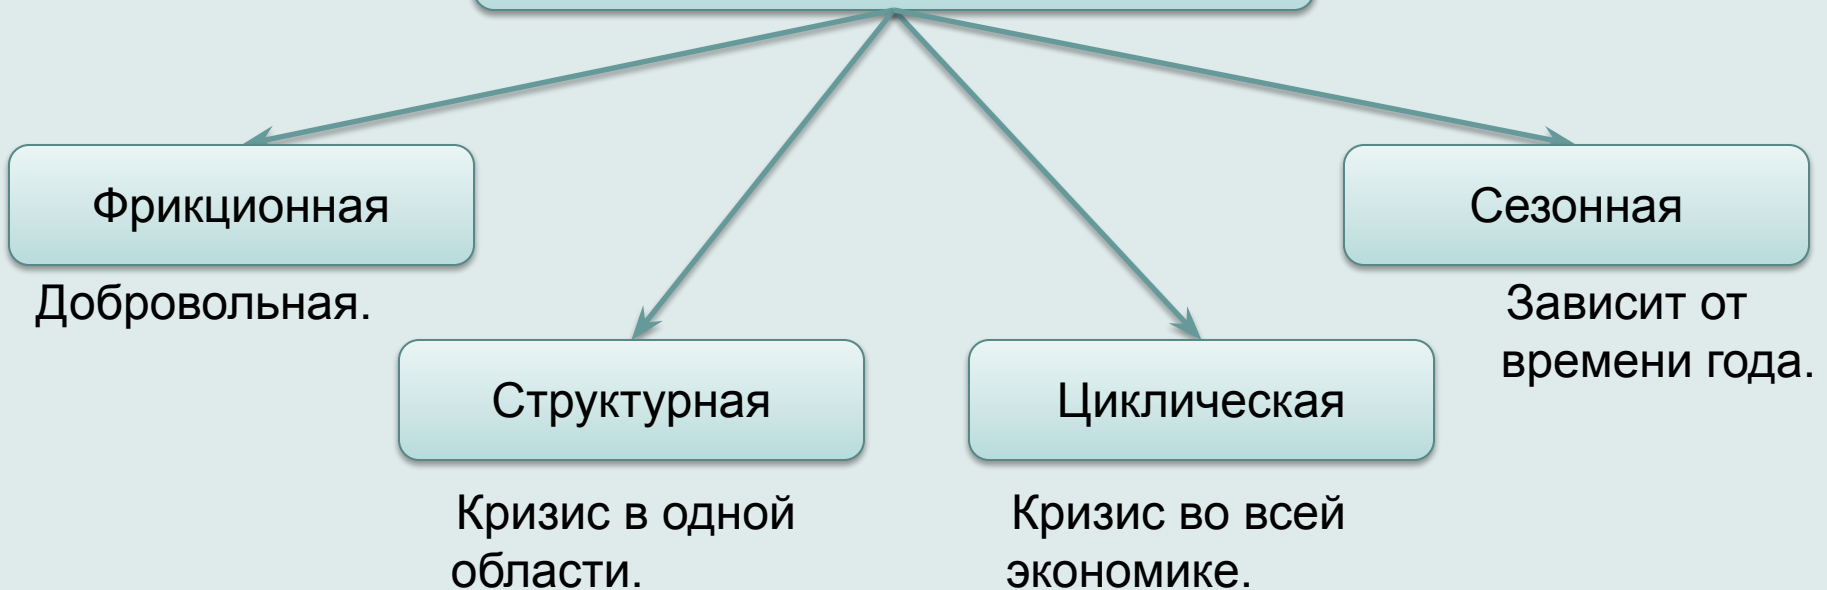 Фрикционная
Добровольная.
Структурная
Кризис в одной
области.
Циклическая
Кризис во всей
экономике.
Сезонная
Зависит от
времени года.